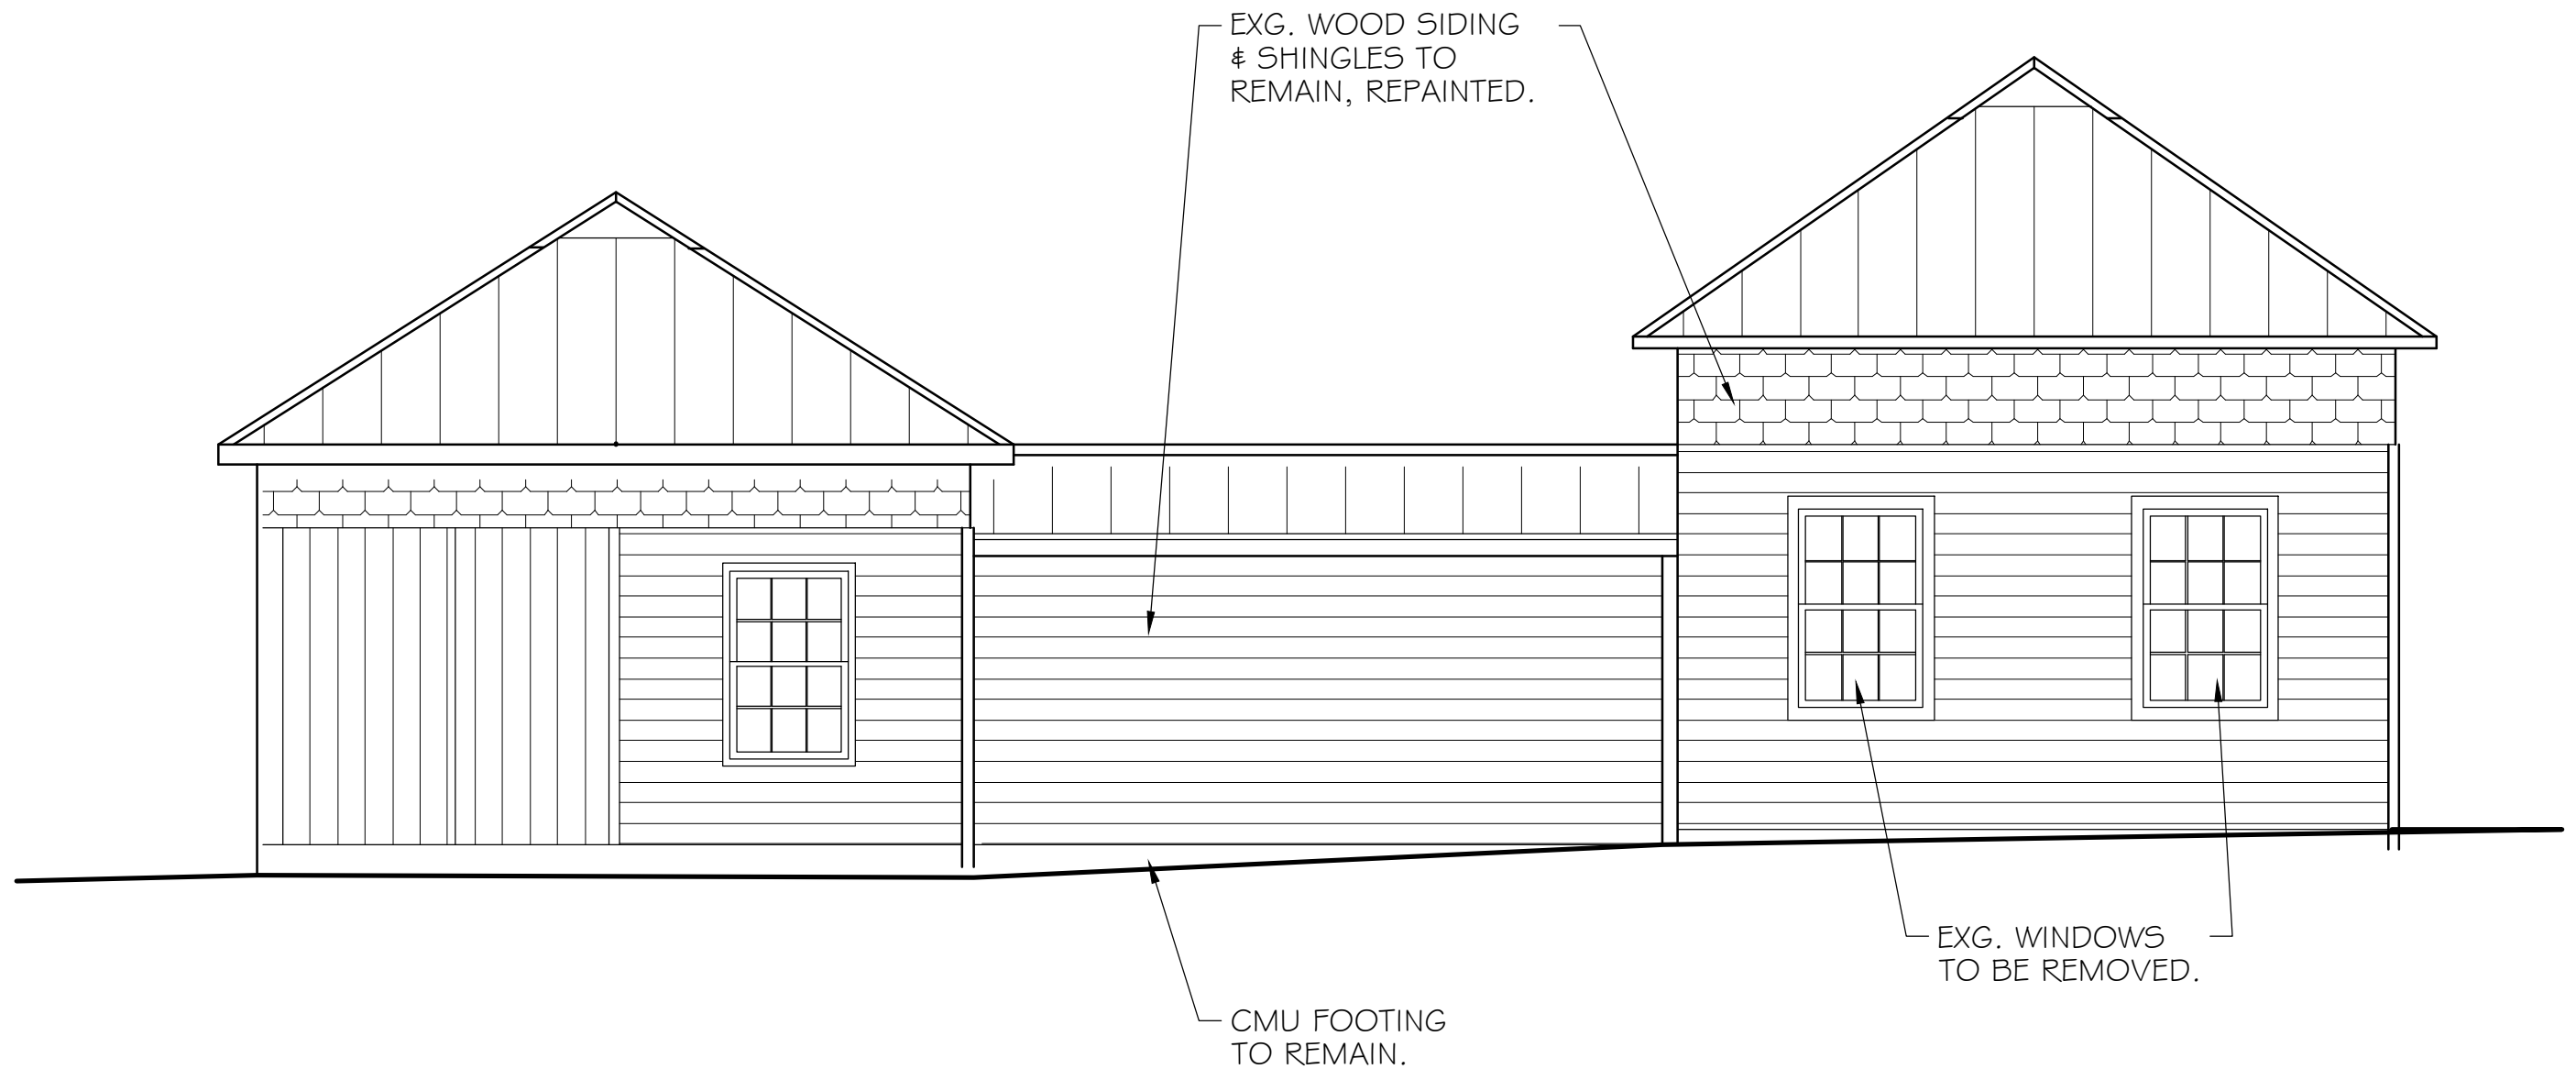 EXG. WOOD SIDING
& SHINGLES TO
REMAIN, REPAINTED.
EXG. WINDOWS
TO BE REMOVED.
CMU FOOTING
TO REMAIN.